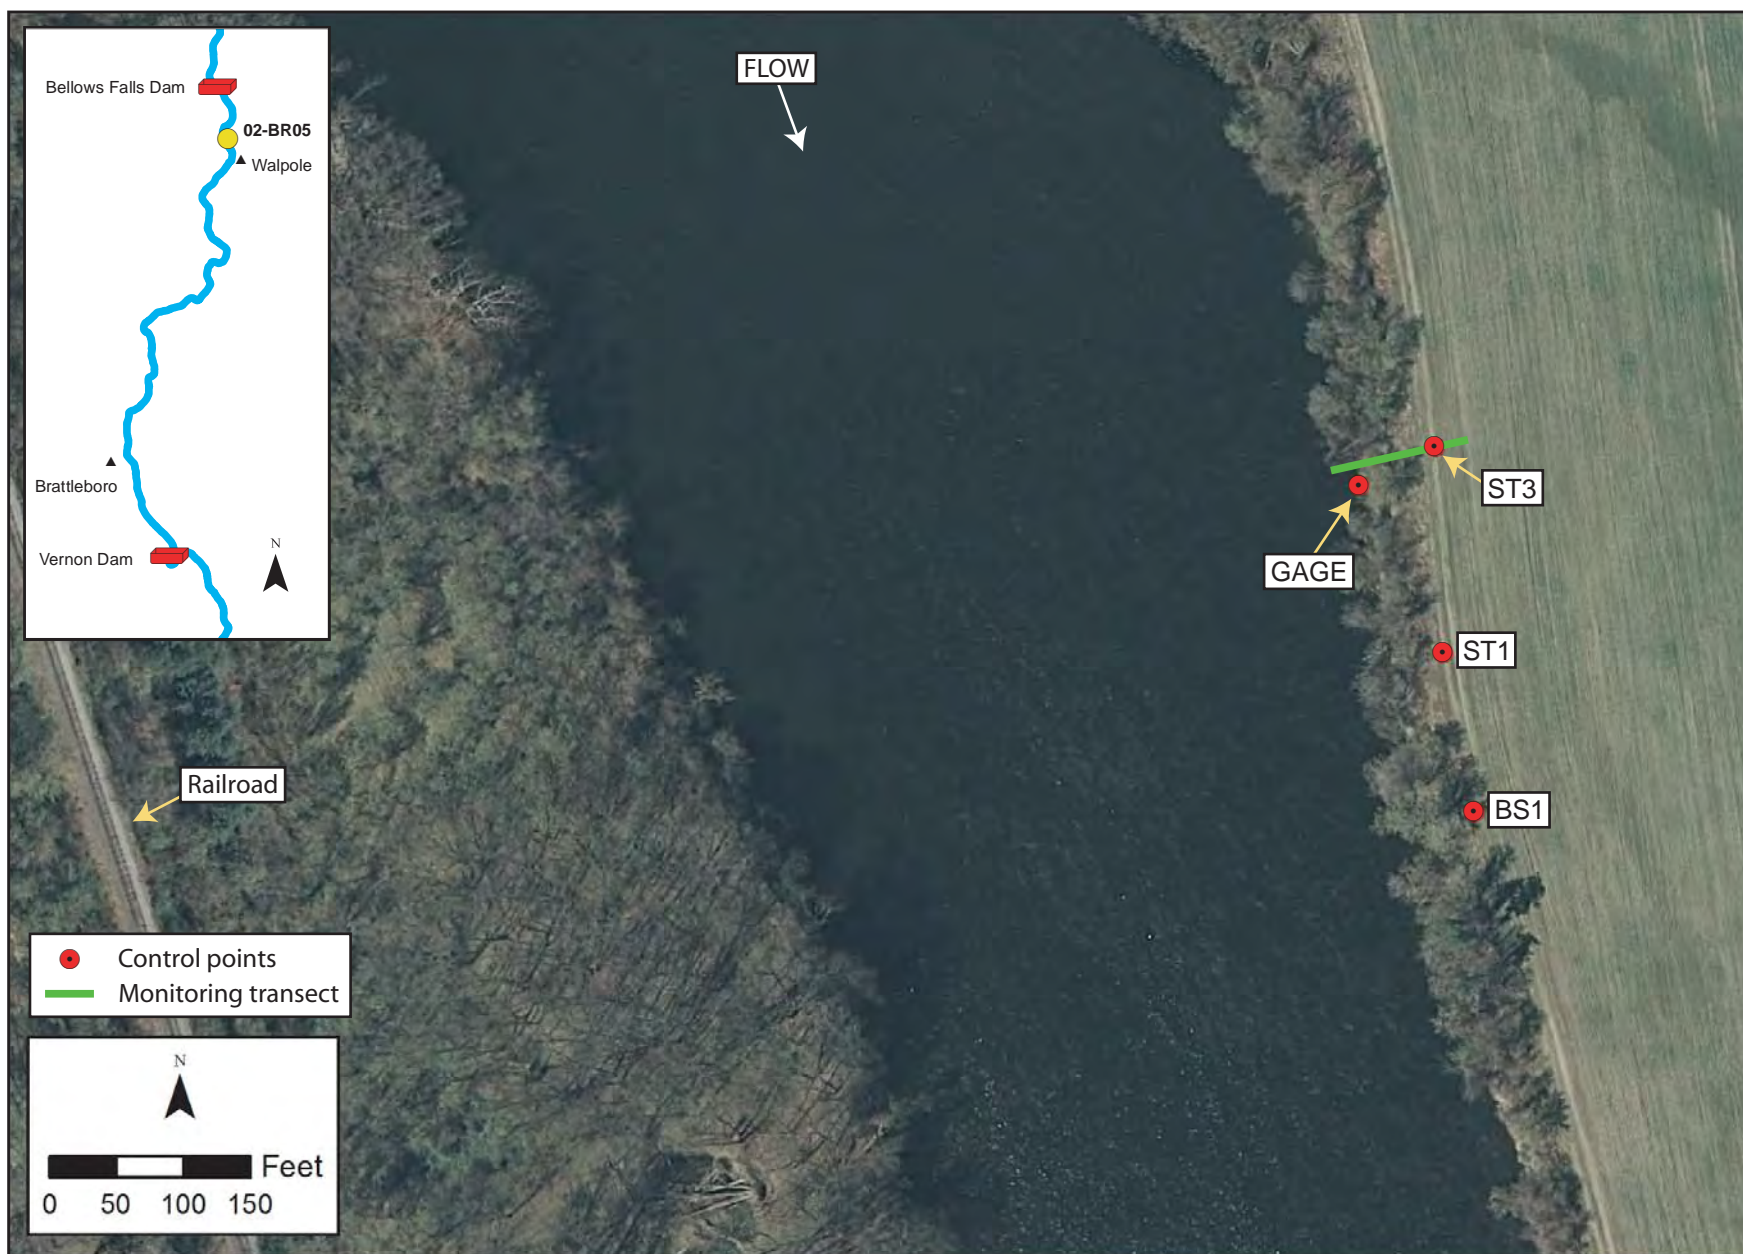 Bellows Falls Dam
02-BR05
Walpole
Brattleboro
Vernon Dam
N
FLOW
ST3
GAGE
ST1
BS1
Railroad
Control points
Monitoring transect
N
Feet
0 50 100 150